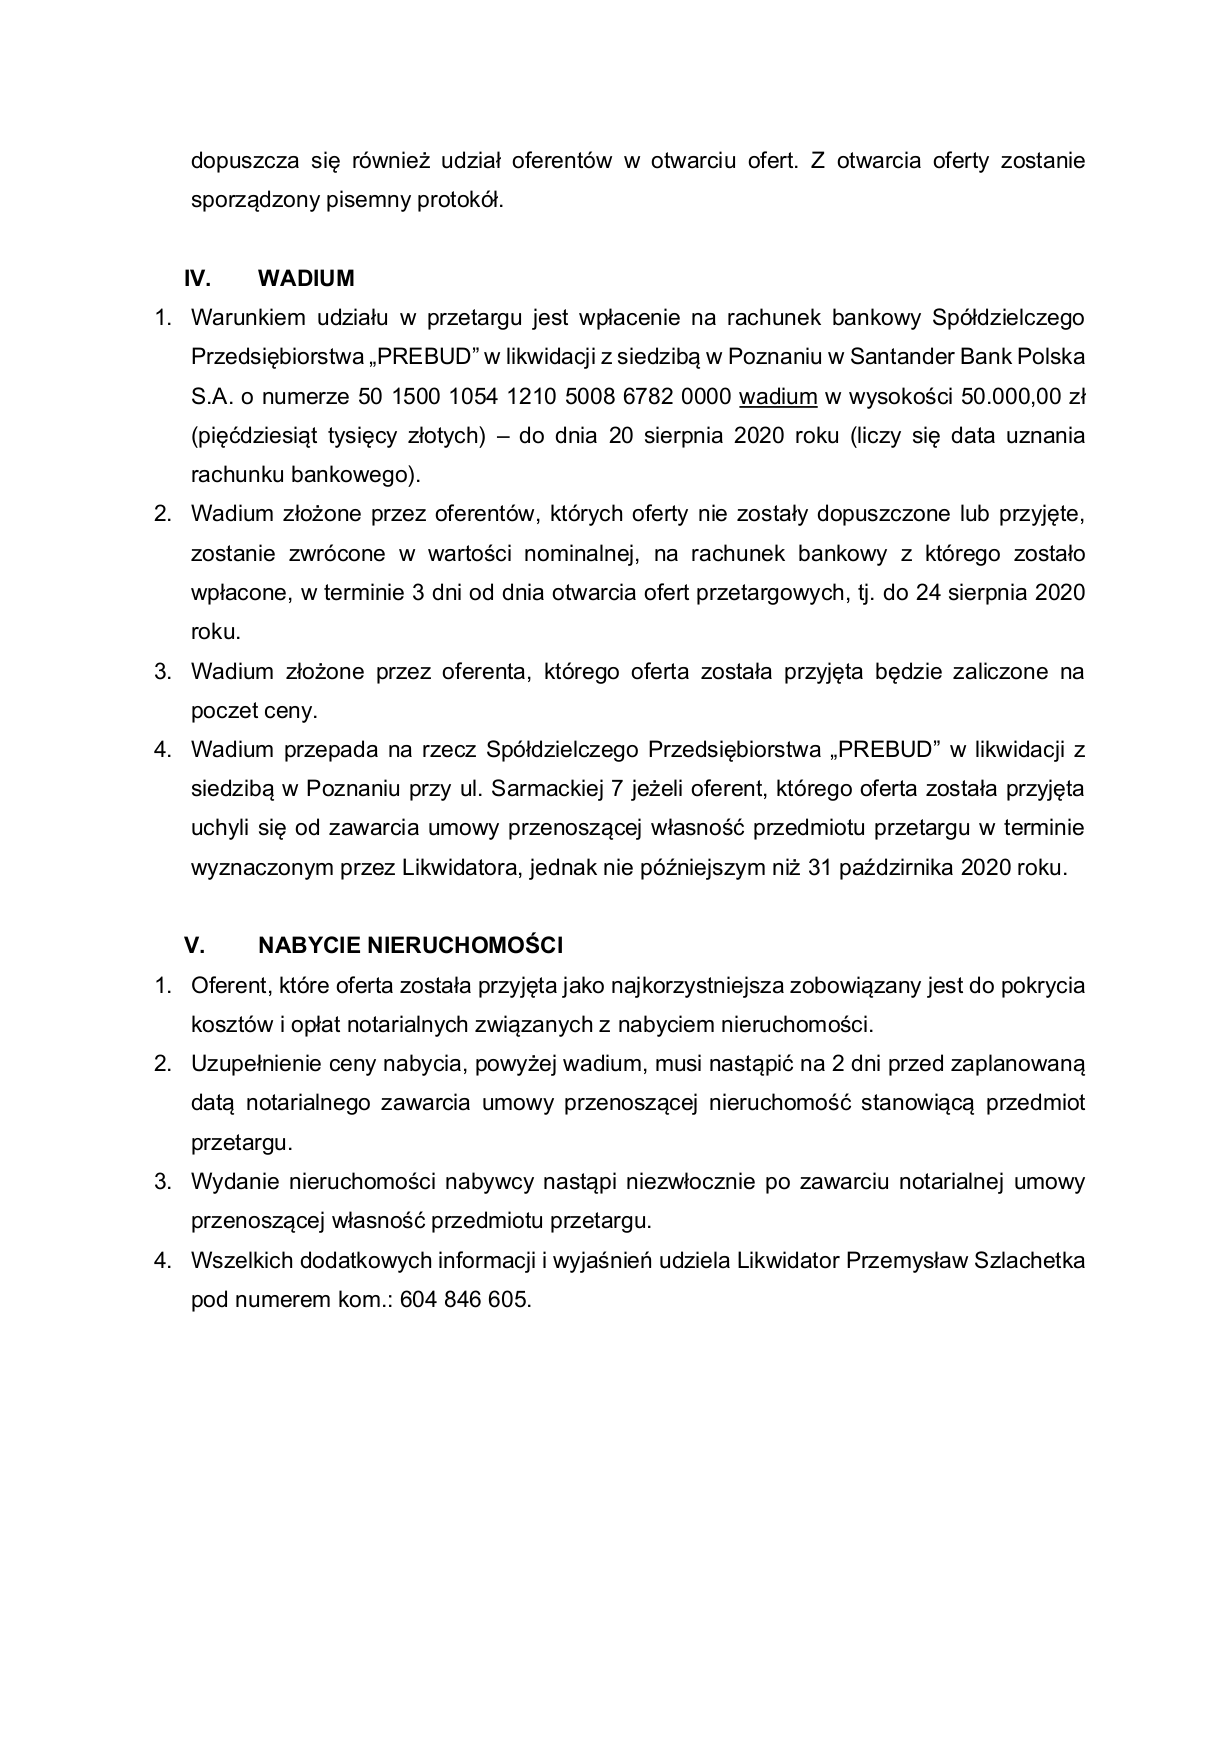 dopuszcza się również udział oferentów w otwarciu ofert. Z otwarcia oferty zostanie
sporządzony pisemny protokół.
IV. WADIUM
1. Warunkiem udziału w przetargu jest wpłacenie na rachunek bankowy Spółdzielczego
Przedsiębiorstwa „PREBUD” w likwidacji z siedzibą w Poznaniu w Santander Bank Polska
S.A. o numerze 50 1500 1054 1210 5008 6782 0000 wadium w wysokości 50.000,00 zł
(pięćdziesiąt tysięcy złotych) – do dnia 20 sierpnia 2020 roku (liczy się data uznania
rachunku bankowego).
2. Wadium złożone przez oferentów, których oferty nie zostały dopuszczone lub przyjęte,
zostanie zwrócone w wartości nominalnej, na rachunek bankowy z którego zostało
wpłacone, w terminie 3 dni od dnia otwarcia ofert przetargowych, tj. do 24 sierpnia 2020
roku.
3. Wadium złożone przez oferenta, którego oferta została przyjęta będzie zaliczone na
poczet ceny.
4. Wadium przepada na rzecz Spółdzielczego Przedsiębiorstwa „PREBUD” w likwidacji z
siedzibą w Poznaniu przy ul. Sarmackiej 7 jeżeli oferent, którego oferta została przyjęta
uchyli się od zawarcia umowy przenoszącej własność przedmiotu przetargu w terminie
wyznaczonym przez Likwidatora, jednak nie późniejszym niż 31 paździrnika 2020 roku.
V. NABYCIE NIERUCHOMOŚCI
1. Oferent, które oferta została przyjęta jako najkorzystniejsza zobowiązany jest do pokrycia
kosztów i opłat notarialnych związanych z nabyciem nieruchomości.
2. Uzupełnienie ceny nabycia, powyżej wadium, musi nastąpić na 2 dni przed zaplanowaną
datą notarialnego zawarcia umowy przenoszącej nieruchomość stanowiącą przedmiot
przetargu.
3. Wydanie nieruchomości nabywcy nastąpi niezwłocznie po zawarciu notarialnej umowy
przenoszącej własność przedmiotu przetargu.
4. Wszelkich dodatkowych informacji i wyjaśnień udziela Likwidator Przemysław Szlachetka
pod numerem kom.: 604 846 605.